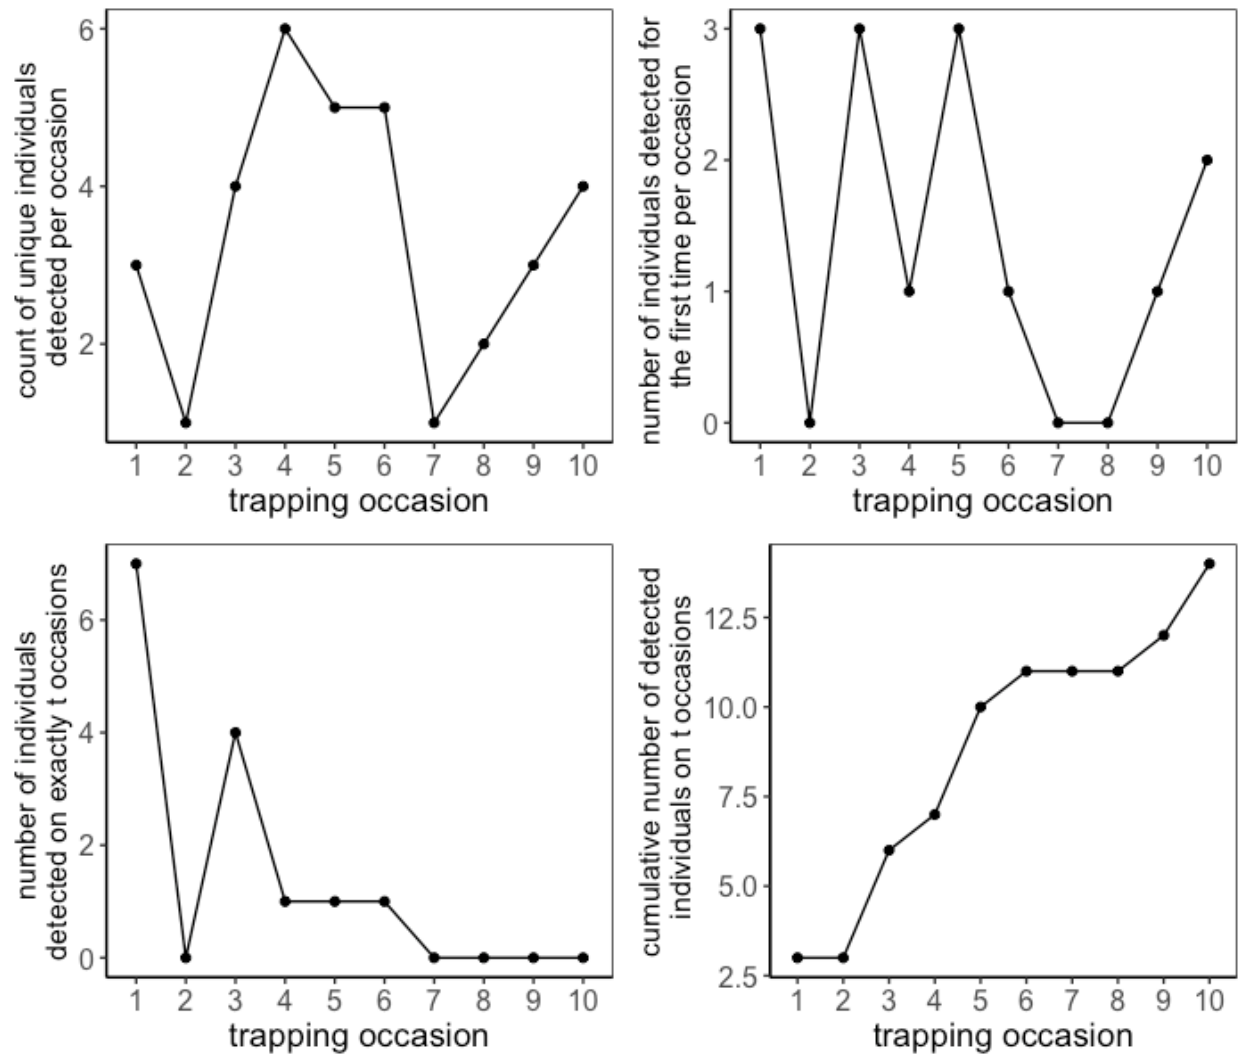 count of unique individuals
detected per occasion
6
4
2
1 2 3 4 5 6 7 8 9 10
trapping occasion
number of individuals detected for
the first time per occasion
3
2
1
0
1 2 3 4 5 6 7 8 9 10
trapping occasion
number of individuals
detected on exactly t occasions
6
4
2
0
1 2 3 4 5 6 7 8 9 10
trapping occasion
cumulative number of detected
individuals on t occasions
12.5
10.0
7.5
5.0
2.5
1 2 3 4 5 6 7 8 9 10
trapping occasion